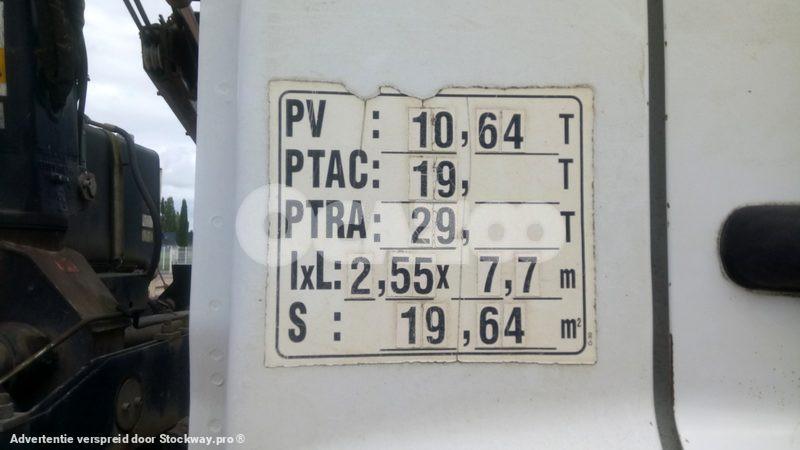 PV : 10,64 T
PTAC: 19, T
PTRA: 29, T
lxL: 2,55x 7,7 m
S : 19,64 m²
Advertentie verspreid door Stockway.pro®